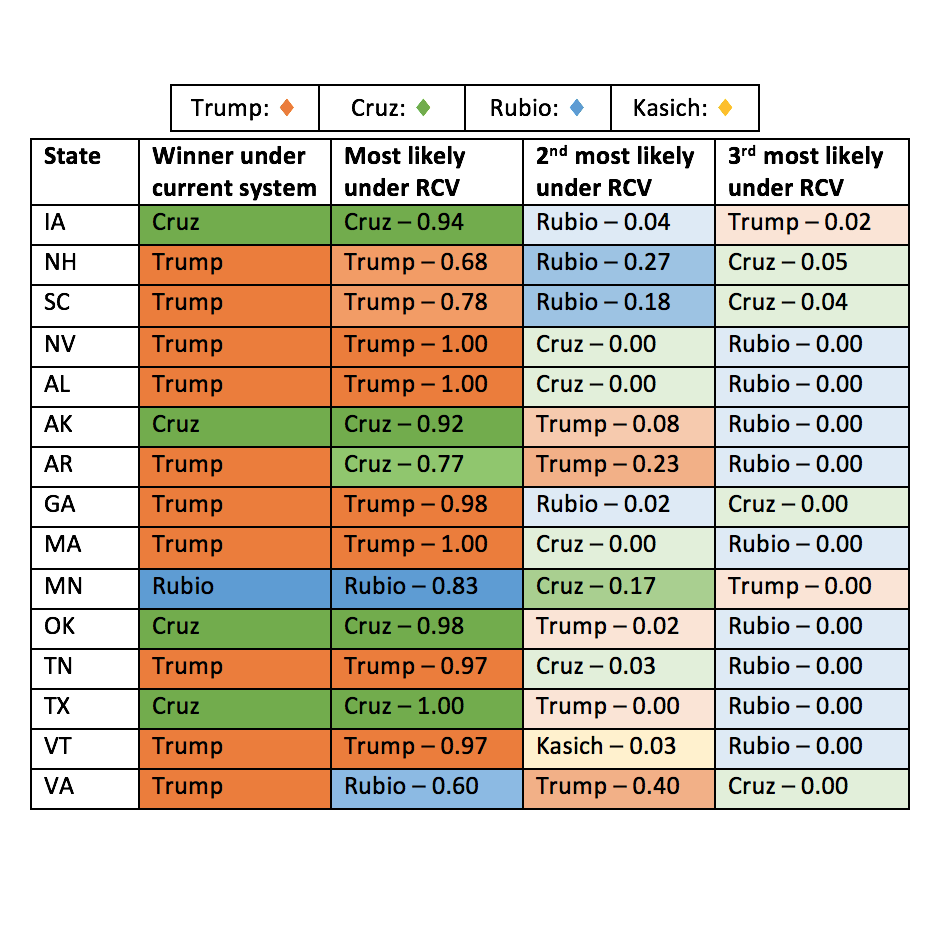 Trump: Cruz: Rubio: Kasich:
State Winner under current system Most likely under RCV 2nd most likely under RCV 3rd most likely under RCV
IA Cruz Cruz – 0.94 Rubio – 0.04 Trump – 0.02
NH Trump Trump – 0.68 Rubio – 0.27 Cruz – 0.05
SC Trump Trump – 0.78 Rubio – 0.18 Cruz – 0.04
NV Trump Trump – 1.00 Cruz – 0.00 Rubio – 0.00
AL Trump Trump – 1.00 Cruz – 0.00 Rubio – 0.00
AK Cruz Cruz – 0.92 Trump – 0.08 Rubio – 0.00
AR Trump Cruz – 0.77 Trump – 0.23 Rubio – 0.00
GA Trump Trump – 0.98 Rubio – 0.02 Cruz – 0.00
MA Trump Trump – 1.00 Cruz – 0.00 Rubio – 0.00
MN Rubio Rubio – 0.83 Cruz – 0.17 Trump – 0.00
OK Cruz Cruz – 0.98 Trump – 0.02 Rubio – 0.00
TN Trump Trump – 0.97 Cruz – 0.03 Rubio – 0.00
TX Cruz Cruz – 1.00 Trump – 0.00 Rubio – 0.00
VT Trump Trump – 0.97 Kasich – 0.03 Rubio – 0.00
VA Trump Rubio – 0.60 Trump – 0.40 Cruz – 0.00